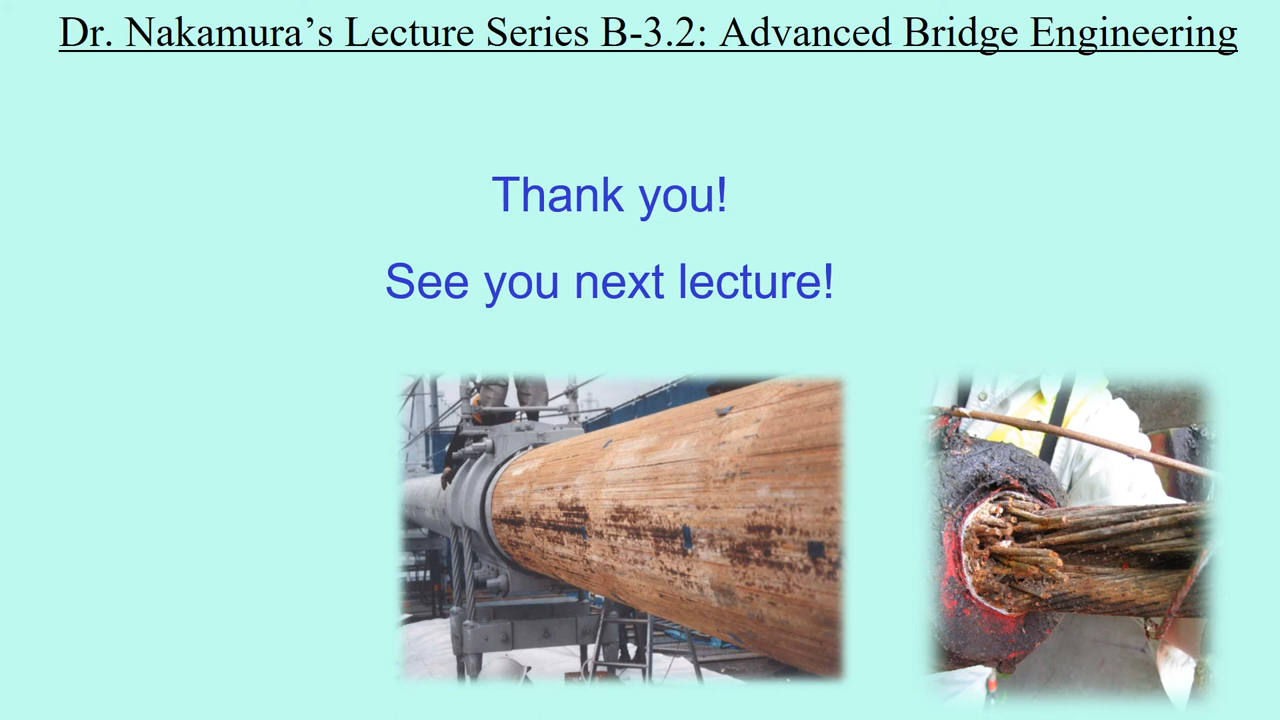 Dr. Nakamura’s Lecture Series B-3.2: Advanced Bridge Engineering
Thank you!
See you next lecture!